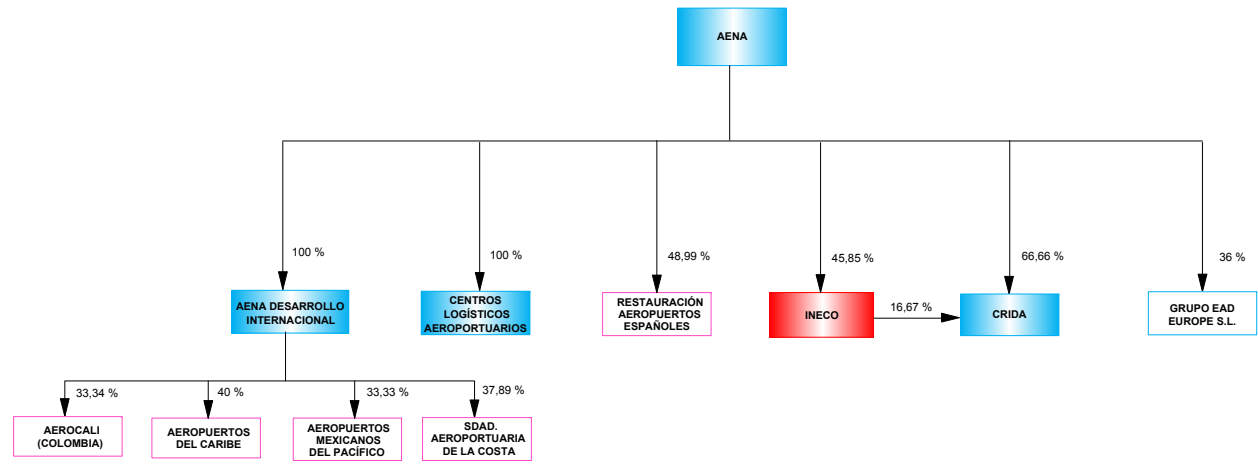 AENA
100 %
100 %
48,99 %
45,85 %
66,66 %
36 %
AENA DESARROLLO
INTERNACIONAL
CENTROS
LOGÍSTICOS
AEROPORTUARIOS
RESTAURACIÓN
AEROPUERTOS
ESPAÑOLES
INECO
16,67 %
CRIDA
GRUPO EAD
EUROPE S.L.
33,34 %
40 %
33,33 %
37,89 %
AEROCALI
(COLOMBIA)
AEROPUERTOS
DEL CARIBE
AEROPUERTOS
MEXICANOS
DEL PACÍFICO
SDAD.
AEROPORTUARIA
DE LA COSTA